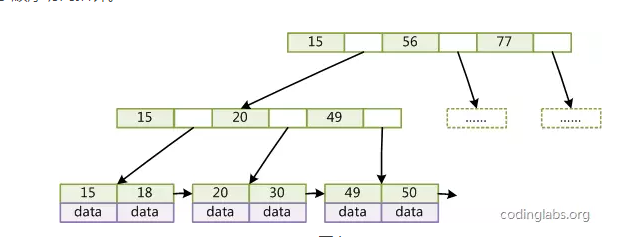 15 56 77
15 20 49
...... ......
15 18 20 30 49 50
data data data data data data
codinglabs.org